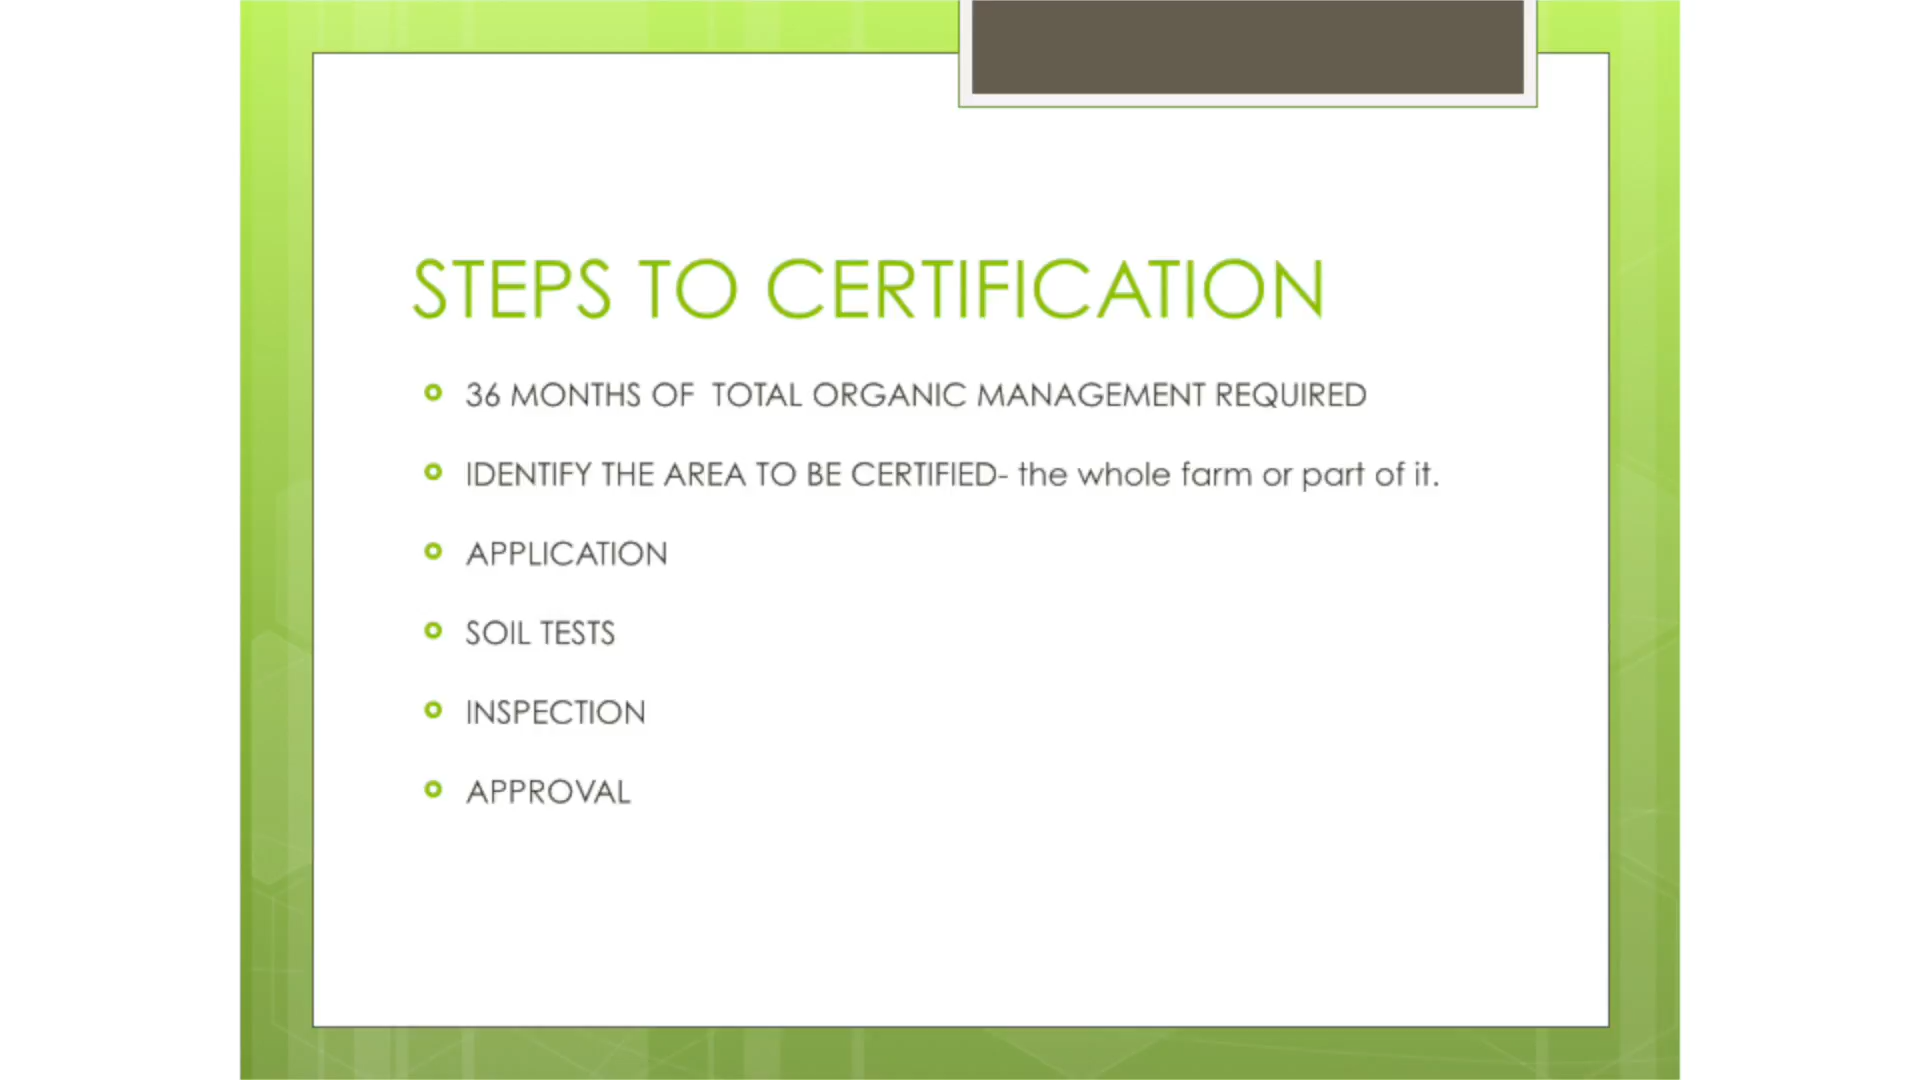 STEPS TO CERTIFICATION
36 MONTHS OF  TOTAL ORGANIC MANAGEMENT REQUIRED
IDENTIFY THE AREA TO BE CERTIFIED- the whole farm or part of it.
APPLICATION
SOIL TESTS
INSPECTION
APPROVAL